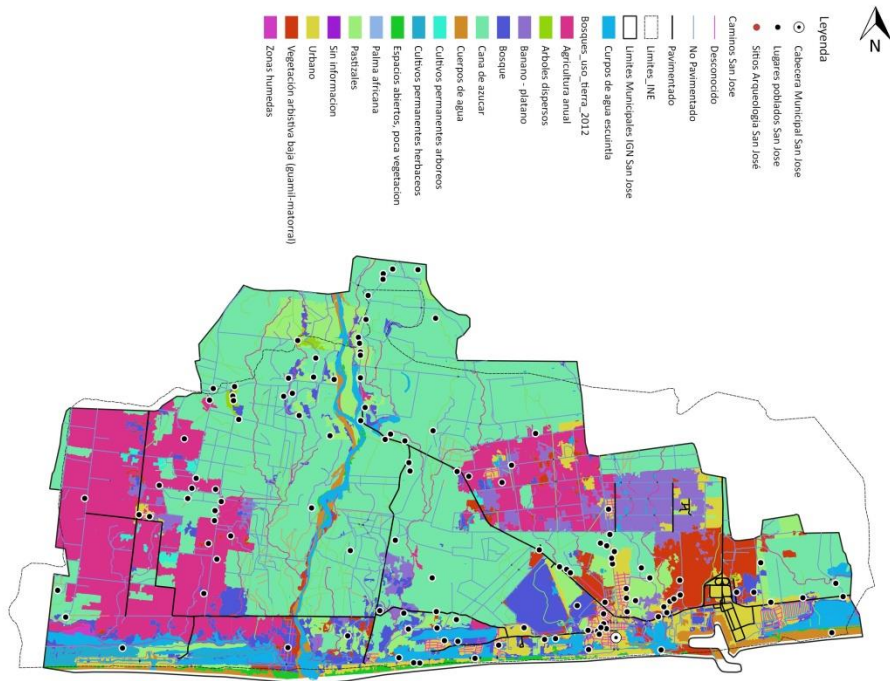 N
Leyenda
Cabecera Municipal San Jose
Lugares poblados San Jose
Sitios Arqueologia San José
Caminos San Jose
Desconocido
No Pavimentado
Pavimentado
Limites_INE
Limites Municipales IGN San Jose
Curpos de agua escuintla
Bosques_uso_tierra_2012
Agricultura anual
Arboles dispersos
Banano - platano
Bosque
Cana de azucar
Cuerpos de agua
Cultivos permanentes arboreos
Cultivos permanentes herbaceos
Espacios abiertos, poca vegetacion
Palma africana
Pastizales
Sin informacion
Urbano
Vegetación arbistiva baja (guamil-matorral)
Zonas humedas